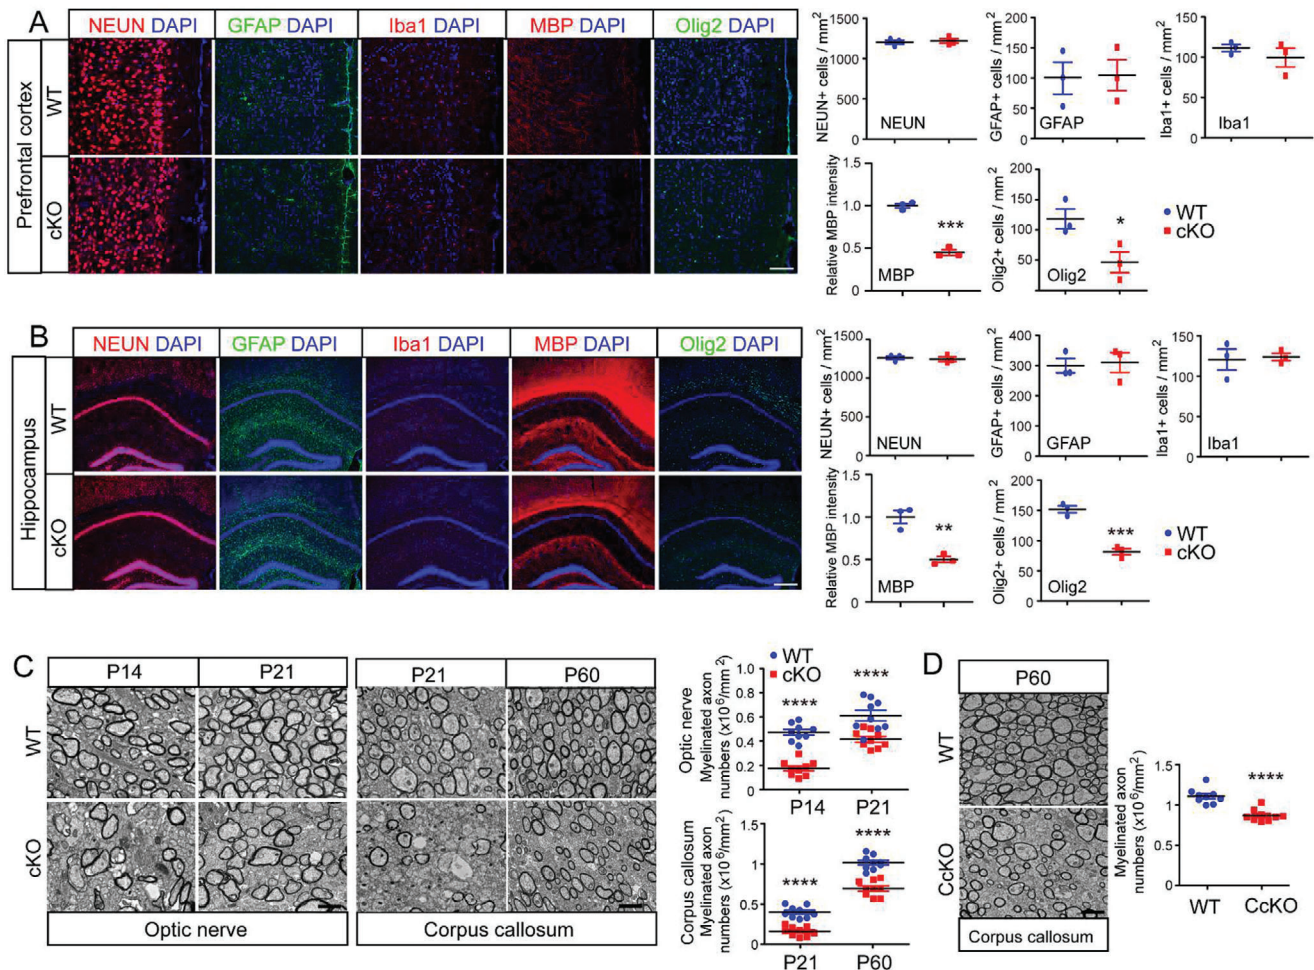 A
NEUN DAPI GFAP DAPI Iba1 DAPI MBP DAPI Olig2 DAPI
Prefrontal cortex
WT
cKO
NEUN+ cells / mm²
1500
1000
500
0
NEUN
GFAP+ cells / mm²
200
150
100
50
0
GFAP
Iba1+ cells / mm²
150
100
50
0
Iba1
Relative MBP intensity
1.5
1.0
0.5
0
***
MBP
Olig2+ cells / mm²
200
150
100
50
0
*
Olig2
WT
cKO
B
NEUN DAPI GFAP DAPI Iba1 DAPI MBP DAPI Olig2 DAPI
Hippocampus
WT
cKO
NEUN+ cells / mm²
1500
1000
500
0
NEUN
GFAP+ cells / mm²
400
300
200
100
0
GFAP
Iba1+ cells / mm²
150
100
50
0
Iba1
Relative MBP intensity
1.5
1.0
0.5
0
**
MBP
Olig2+ cells / mm²
200
150
100
50
0
***
Olig2
WT
cKO
C
P14 P21 P21 P60
WT
cKO
Optic nerve Corpus callosum
Optic nerve
Myelinated axon
numbers (x10⁶/mm²)
1.0
0.8
0.6
0.4
0.2
0
WT
cKO
****
****
P14 P21
Corpus callosum
Myelinated axon
numbers (x10⁶/mm²)
1.5
1
0.5
0
****
****
P21 P60
D
P60
WT
CcKO
Corpus callosum
Myelinated axon
numbers (x10⁶/mm²)
1.5
1
0.5
0
****
WT CcKO